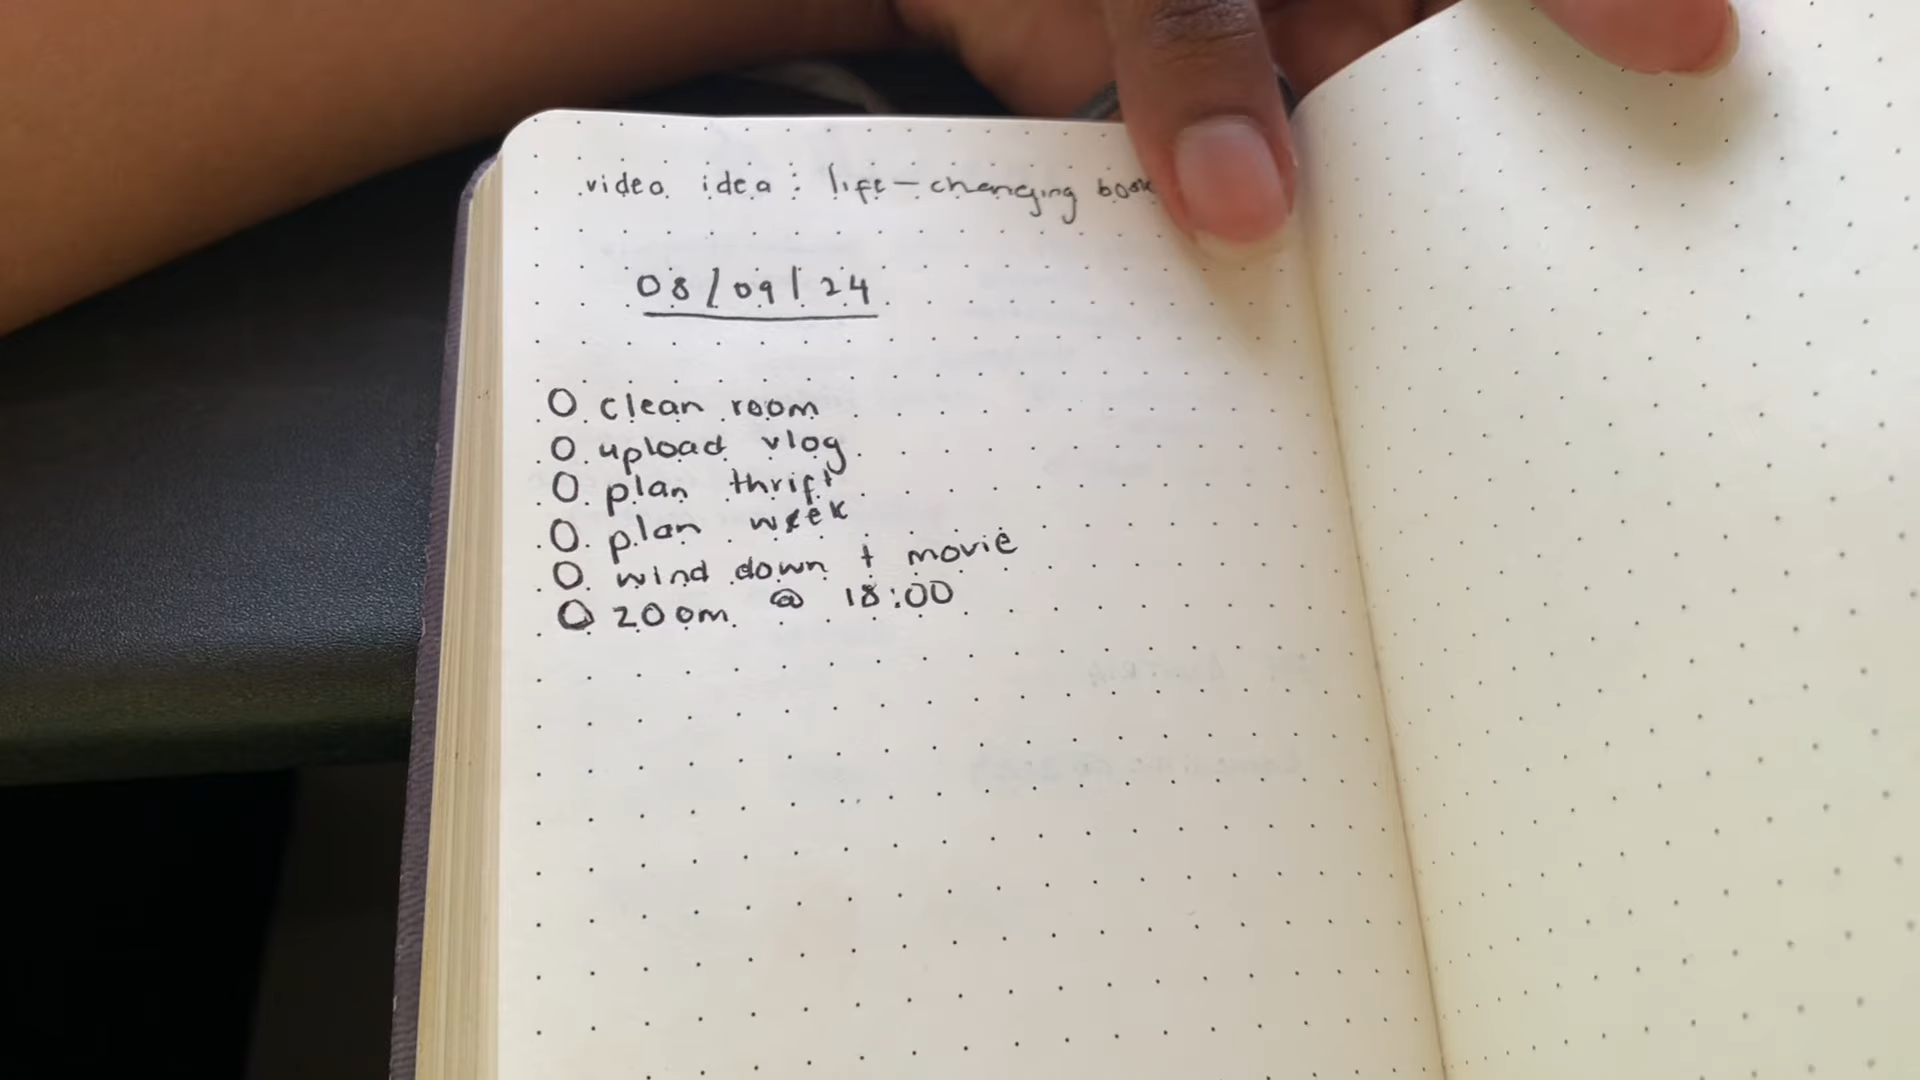 video idea: life-changing book
08/09/24
O clean room
O upload vlog
O plan thrift
O plan week
O wind down + movie
O zoom @ 18:00